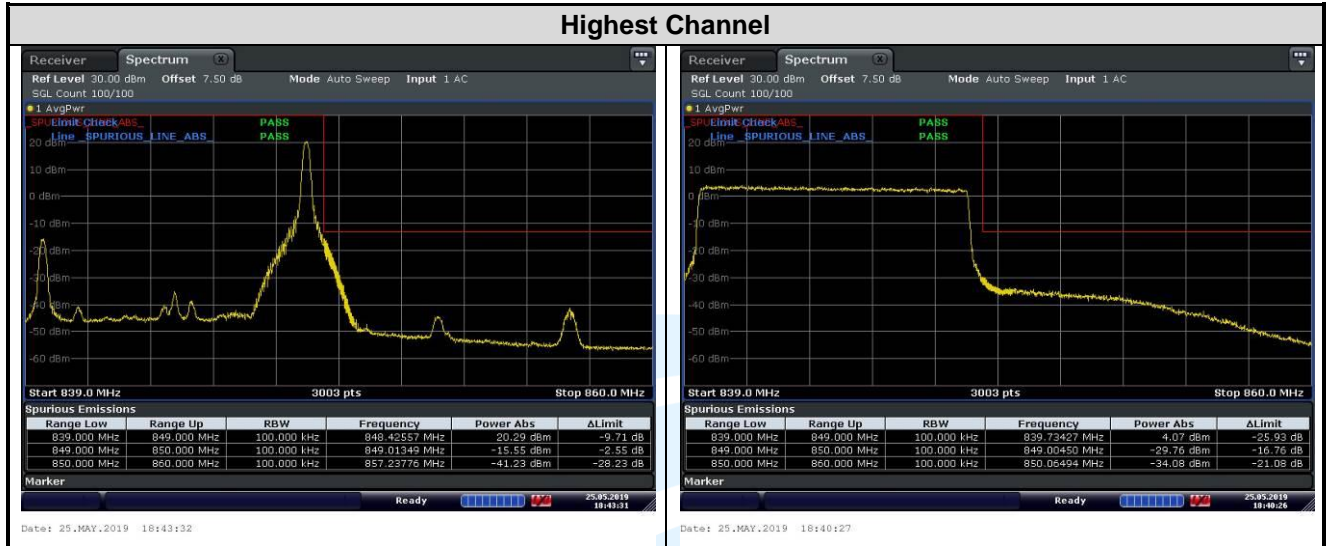 Highest Channel
Receiver Spectrum X
Ref Level 30.00 dBm Offset 7.50 dB Mode Auto Sweep Input 1 AC
SGL Count 100/100
1 AvgPwr
Limit Check PASS
Line _SPURIOUS_LINE_ABS_ PASS
20 dBm
10 dBm
0 dBm
-10 dBm
-20 dBm
-30 dBm
-40 dBm
-50 dBm
-60 dBm
Start 839.0 MHz 3003 pts Stop 860.0 MHz
Spurious Emissions
Range Low Range Up RBW Frequency Power Abs ΔLimit
839.000 MHz 849.000 MHz 100.000 kHz 848.42557 MHz 20.29 dBm -9.71 dB
849.000 MHz 850.000 MHz 100.000 kHz 849.01349 MHz -15.55 dBm -2.55 dB
850.000 MHz 860.000 MHz 100.000 kHz 857.23776 MHz -41.23 dBm -28.23 dB
Marker
Ready 25.05.2019
18:43:31
Date: 25.MAY.2019 18:43:32
Receiver Spectrum X
Ref Level 30.00 dBm Offset 7.50 dB Mode Auto Sweep Input 1 AC
SGL Count 100/100
1 AvgPwr
Limit Check PASS
Line _SPURIOUS_LINE_ABS_ PASS
20 dBm
10 dBm
0 dBm
-10 dBm
-20 dBm
-30 dBm
-40 dBm
-50 dBm
-60 dBm
Start 839.0 MHz 3003 pts Stop 860.0 MHz
Spurious Emissions
Range Low Range Up RBW Frequency Power Abs ΔLimit
839.000 MHz 849.000 MHz 100.000 kHz 839.73427 MHz 4.07 dBm -25.93 dB
849.000 MHz 850.000 MHz 100.000 kHz 849.00450 MHz -29.76 dBm -16.76 dB
850.000 MHz 860.000 MHz 100.000 kHz 850.06494 MHz -34.08 dBm -21.08 dB
Marker
Ready 25.05.2019
18:40:26
Date: 25.MAY.2019 18:40:27